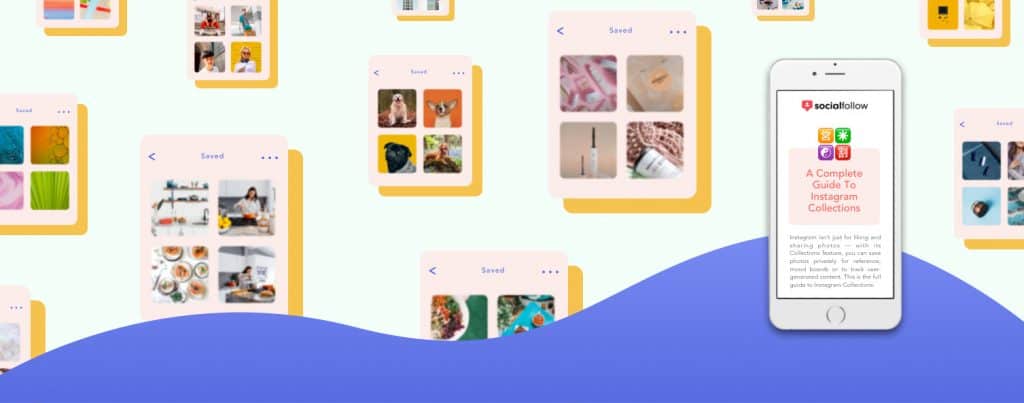 Saved
Saved
Saved
Saved
Saved
Saved
socialfollow
A Complete
Guide To
Instagram
Collections
Instagram isn't just for liking and
sharing photos — with its
Collections feature, you can save
photos privately for reference,
mood boards or to track user-
generated content. This is the full
guide to Instagram Collections.